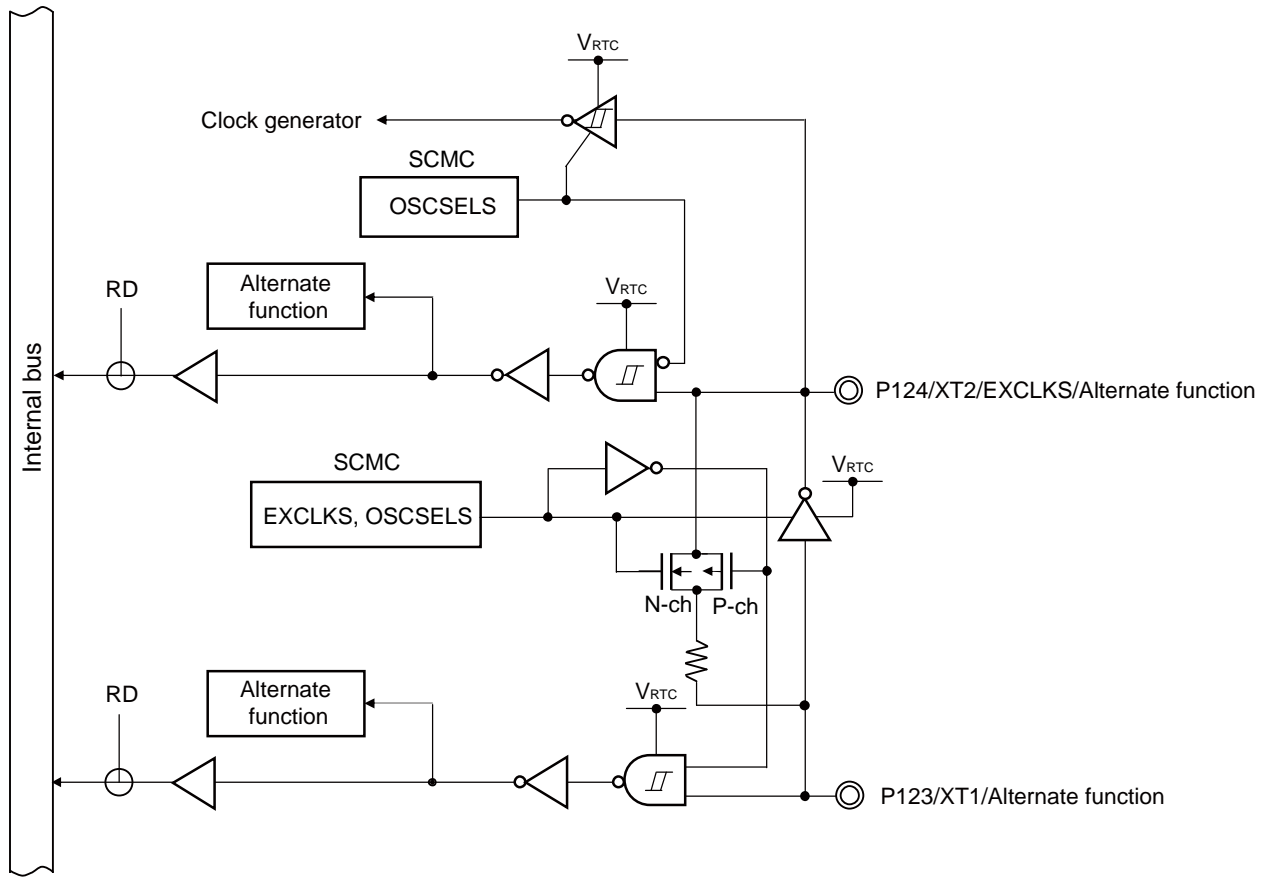 VRTC
Clock generator
SCMC
OSCSELS
Alternate
function
RD
VRTC
P124/XT2/EXCLKS/Alternate function
Internal bus
SCMC
EXCLKS, OSCSELS
VRTC
N-ch
P-ch
Alternate
function
RD
VRTC
P123/XT1/Alternate function